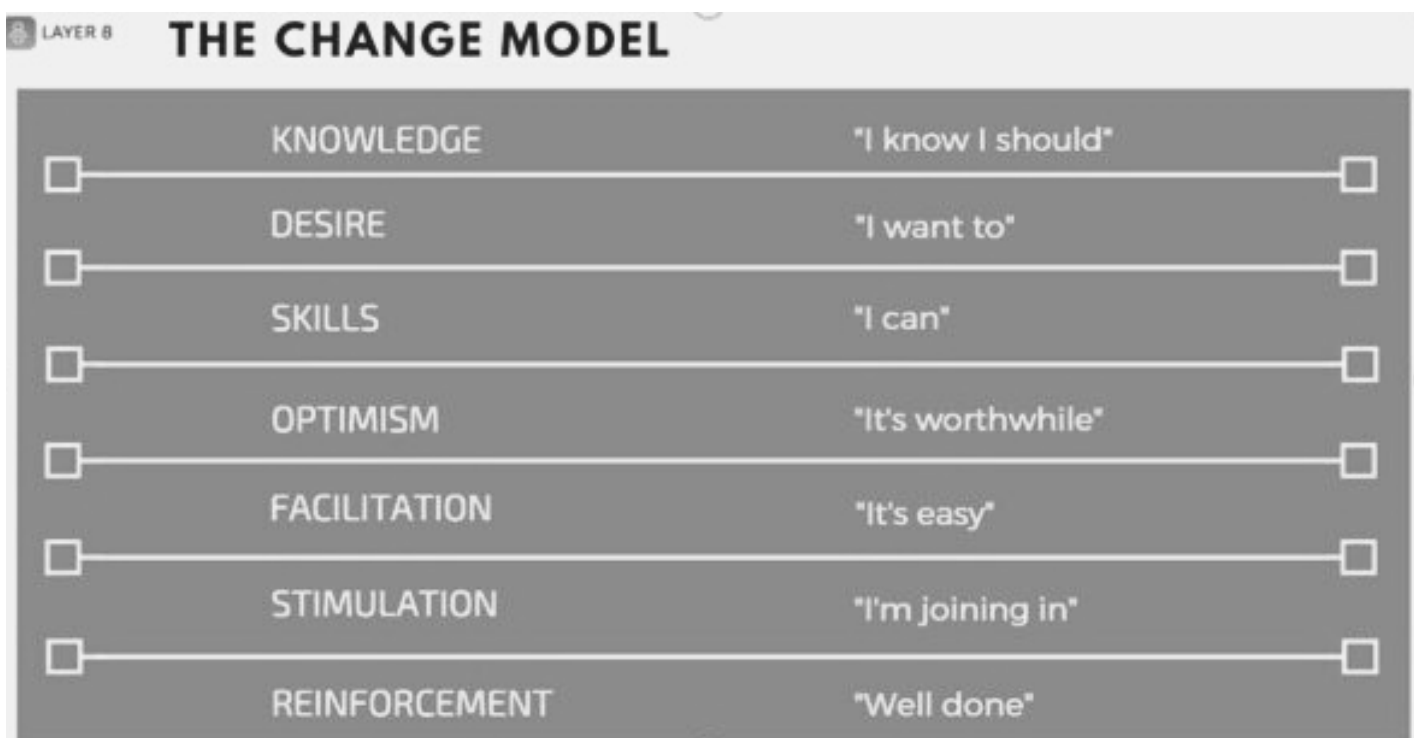 LAYER 8
THE CHANGE MODEL
KNOWLEDGE "I know I should"
DESIRE "I want to"
SKILLS "I can"
OPTIMISM "It's worthwhile"
FACILITATION "It's easy"
STIMULATION "I'm joining in"
REINFORCEMENT "Well done"